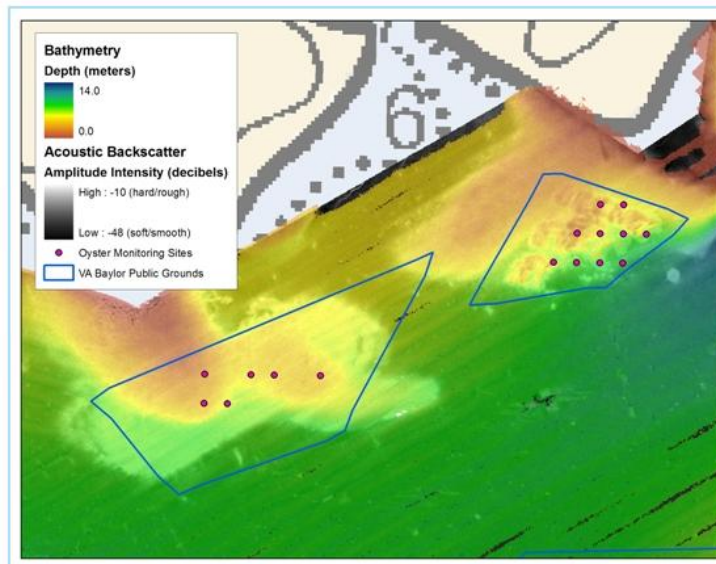 Bathymetry
Depth (meters)
14.0
0.0
Acoustic Backscatter
Amplitude Intensity (decibels)
High : -10 (hard/rough)
Low : -48 (soft/smooth)
Oyster Monitoring Sites
VA Baylor Public Grounds
6